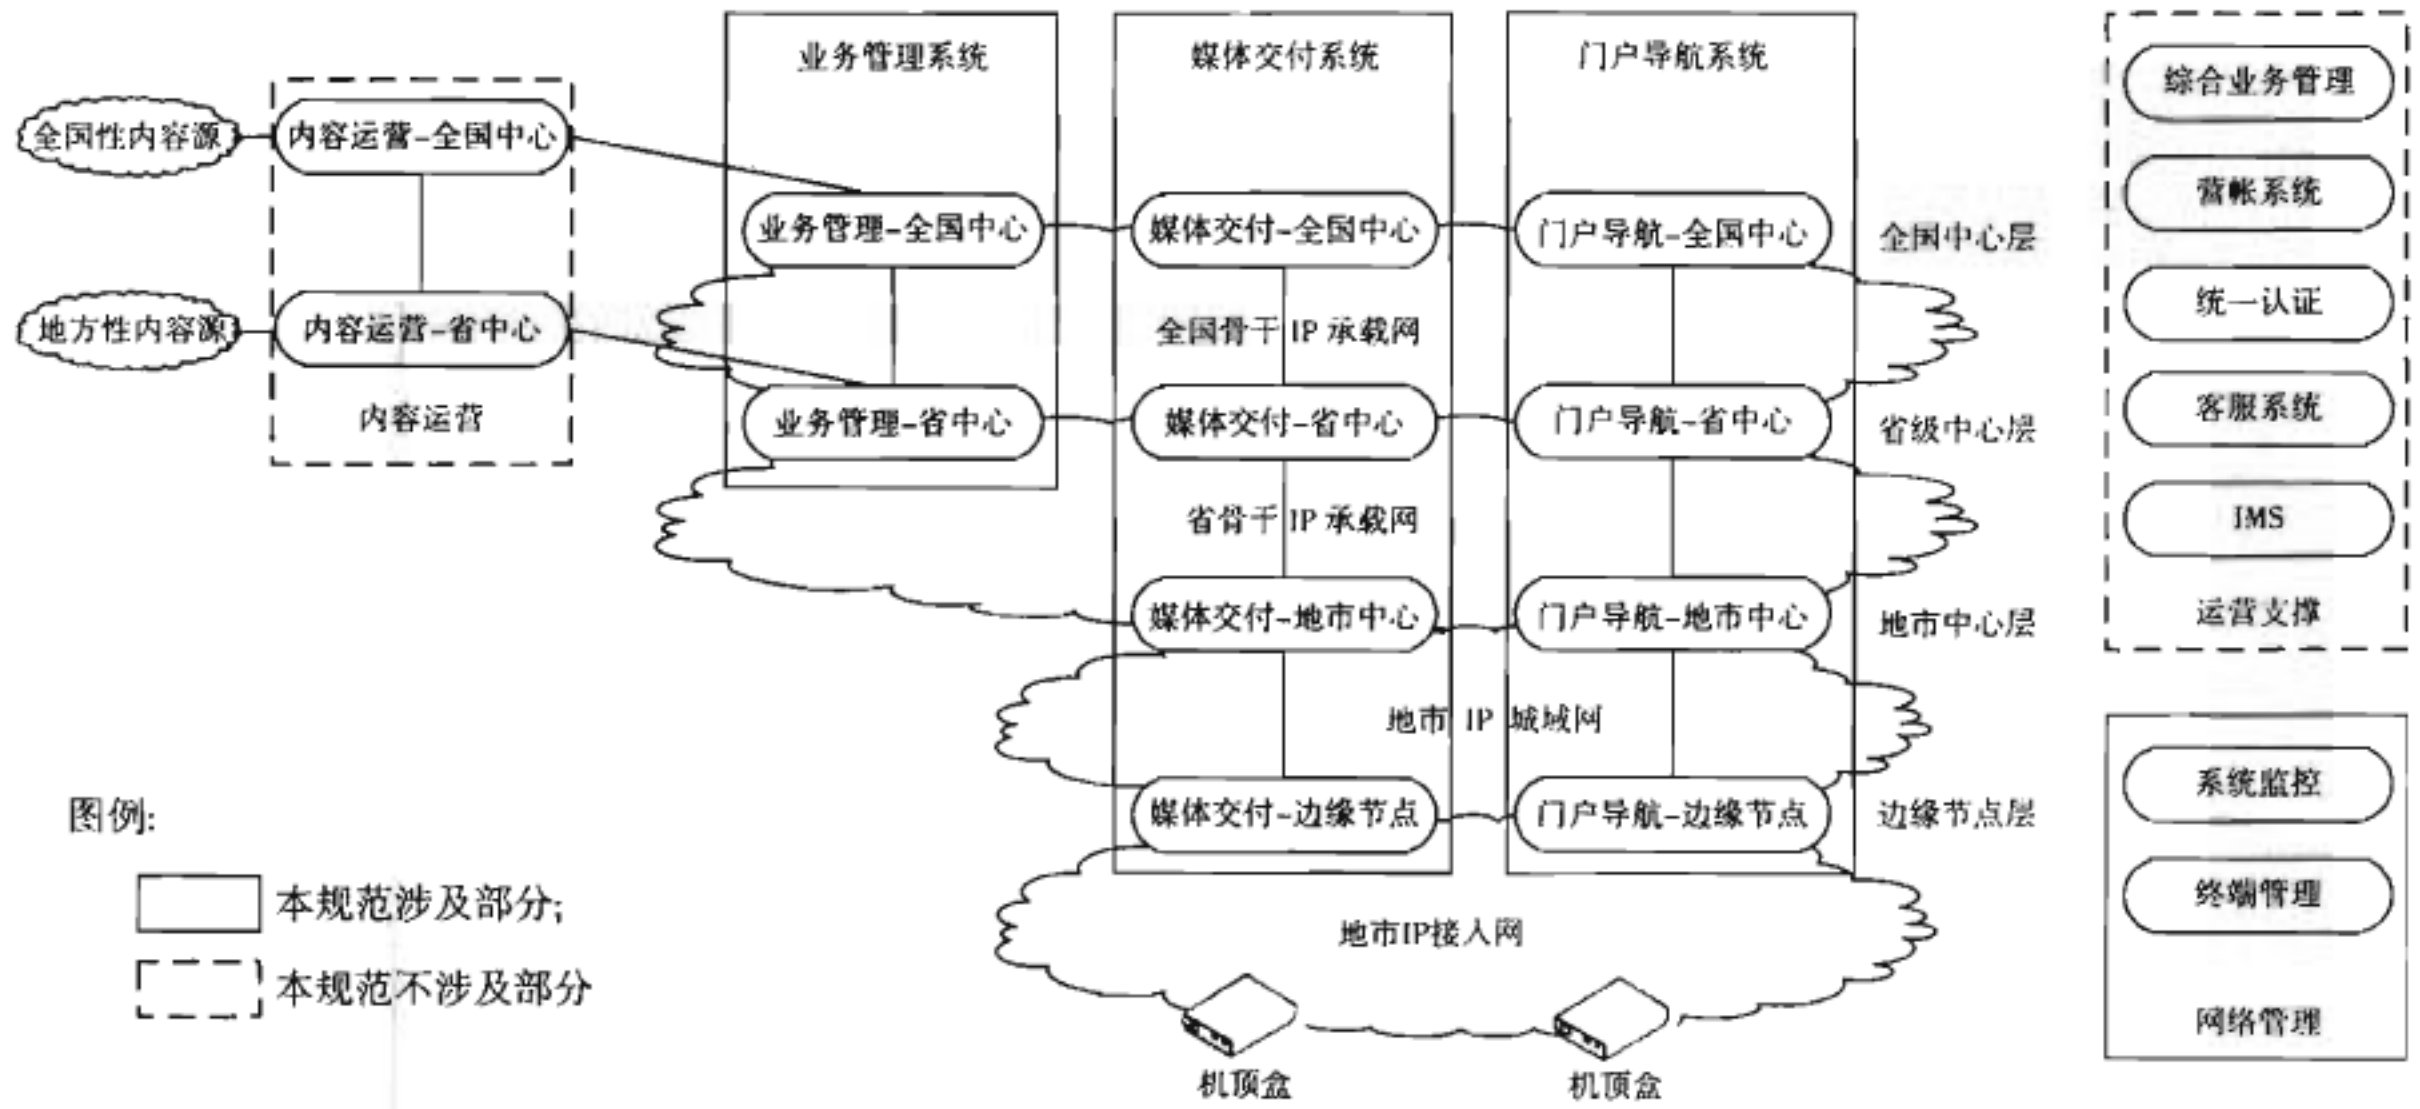 业务管理系统
媒体交付系统
门户导航系统
综合业务管理
全国性内容源
内容运营-全国中心
营帐系统
业务管理-全国中心
媒体交付-全国中心
门户导航-全国中心
全国中心层
统一认证
地方性内容源
内容运营-省中心
全国骨干 IP 承载网
内容运营
业务管理-省中心
媒体交付-省中心
门户导航-省中心
省级中心层
客服系统
省骨干 IP 承载网
IMS
媒体交付-地市中心
门户导航-地市中心
地市中心层
运营支撑
地市 IP 城域网
系统监控
图例:
媒体交付-边缘节点
门户导航-边缘节点
边缘节点层
本规范涉及部分;
终端管理
地市IP接入网
本规范不涉及部分
网络管理
机顶盒
机顶盒